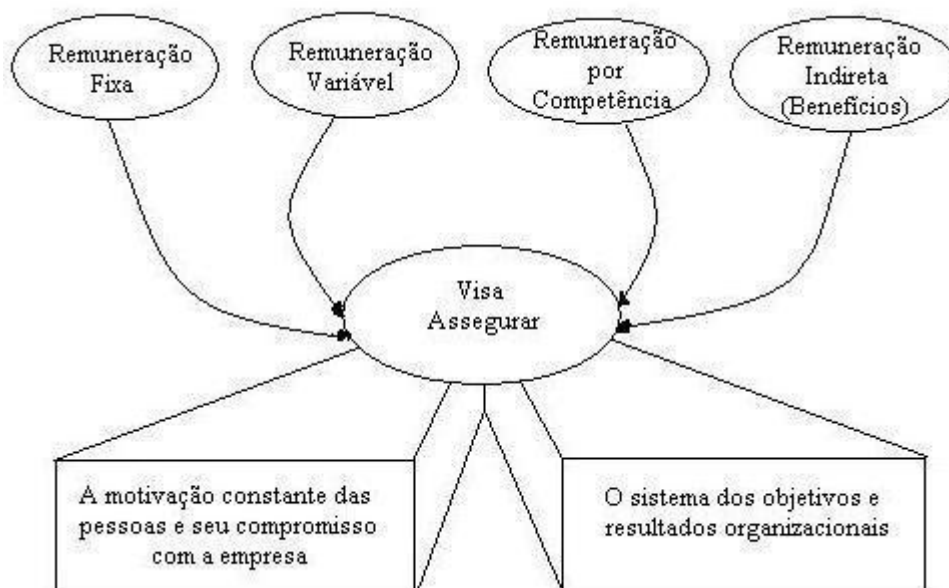 Remuneração
Fixa
Remuneração
Variável
Remuneração
por
Competência
Remuneração
Indireta
(Benefícios)
Visa
Assegurar
A motivação constante das
pessoas e seu compromisso
com a empresa
O sistema dos objetivos e
resultados organizacionais